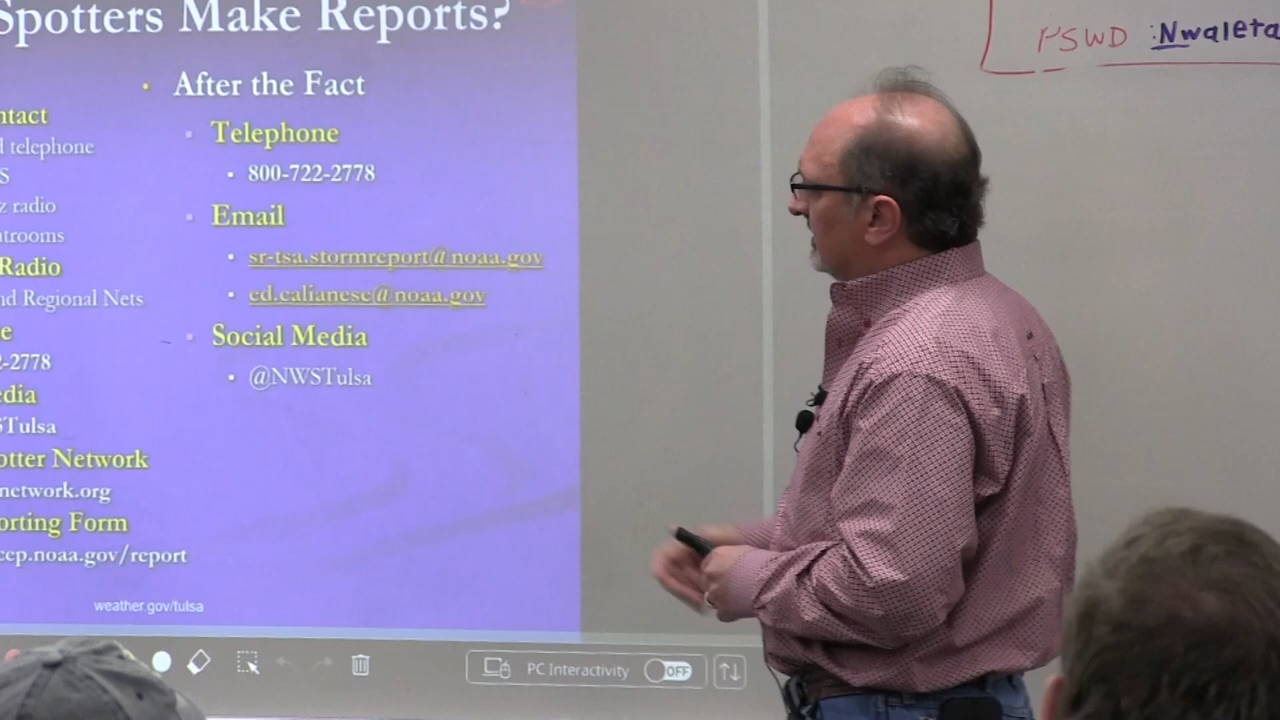 Spotters Make Reports?
ntact
d telephone
S
z radio
atrooms
Radio
nd Regional Nets
e
2-2778
edia
STulsa
otter Network
network.org
orting Form
cep.noaa.gov/report
After the Fact
Telephone
800-722-2778
Email
sr-tsa.stormreport@noaa.gov
ed.calianese@noaa.gov
Social Media
@NWSTulsa
weather.gov/tulsa
PC Interactivity OFF
PSWD :Nwaleta